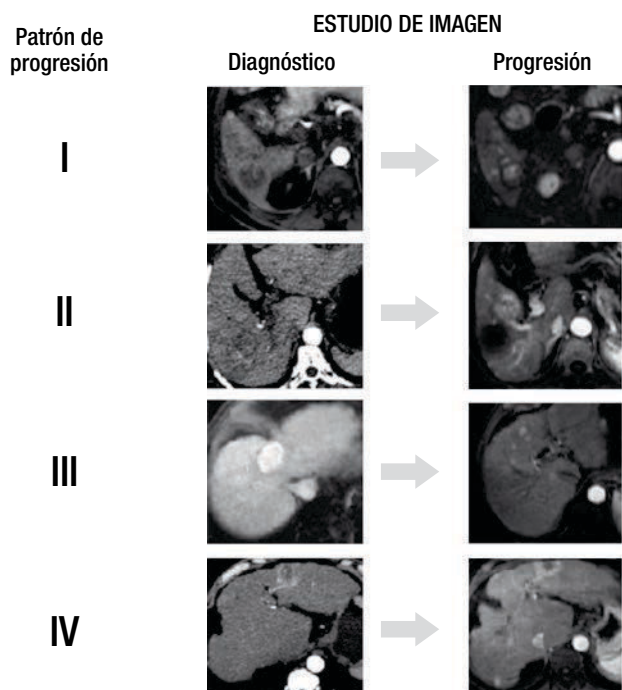 Patrón de
progresión
ESTUDIO DE IMAGEN
Diagnóstico
Progresión
I
II
III
IV